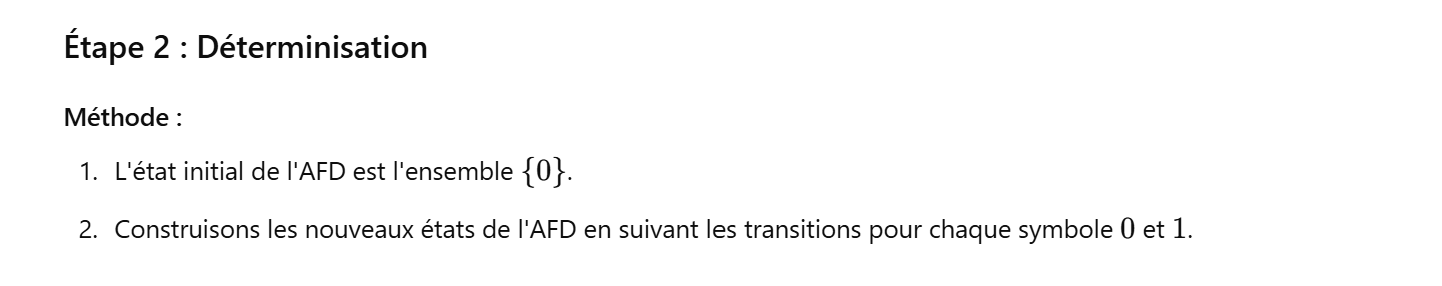 Étape 2 : Déterminisation
Méthode :
1. L'état initial de l'AFD est l'ensemble {0}.
2. Construisons les nouveaux états de l'AFD en suivant les transitions pour chaque symbole 0 et 1.